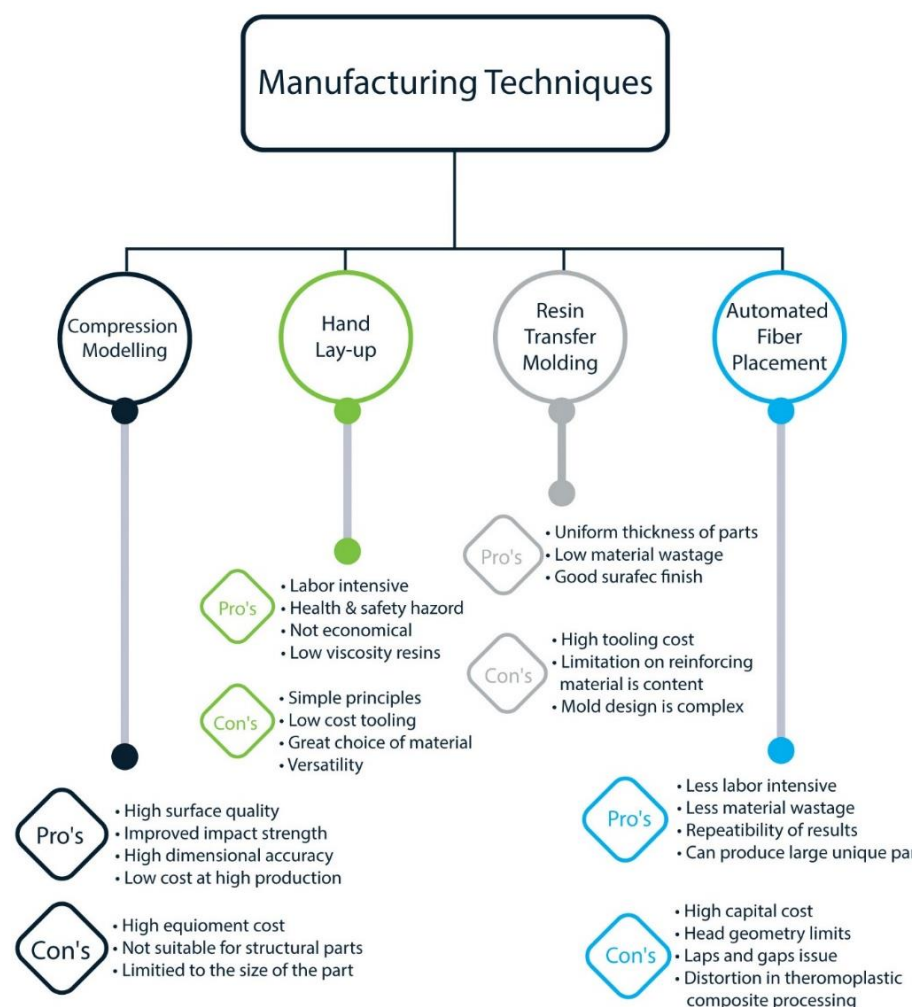 Manufacturing Techniques
Compression
Modelling
Hand
Lay-up
Resin
Transfer
Molding
Automated
Fiber
Placement
Pro's
• High surface quality
• Improved impact strength
• High dimensional accuracy
• Low cost at high production
Con's
• High equioment cost
• Not suitable for structural parts
• Limitied to the size of the part
Pro's
• Labor intensive
• Health & safety hazord
• Not economical
• Low viscosity resins
Con's
• Simple principles
• Low cost tooling
• Great choice of material
• Versatility
Pro's
• Uniform thickness of parts
• Low material wastage
• Good surafec finish
Con's
• High tooling cost
• Limitation on reinforcing
material is content
• Mold design is complex
Pro's
• Less labor intensive
• Less material wastage
• Repeatibility of results
• Can produce large unique par
Con's
• High capital cost
• Head geometry limits
• Laps and gaps issue
• Distortion in theromoplastic
composite processing